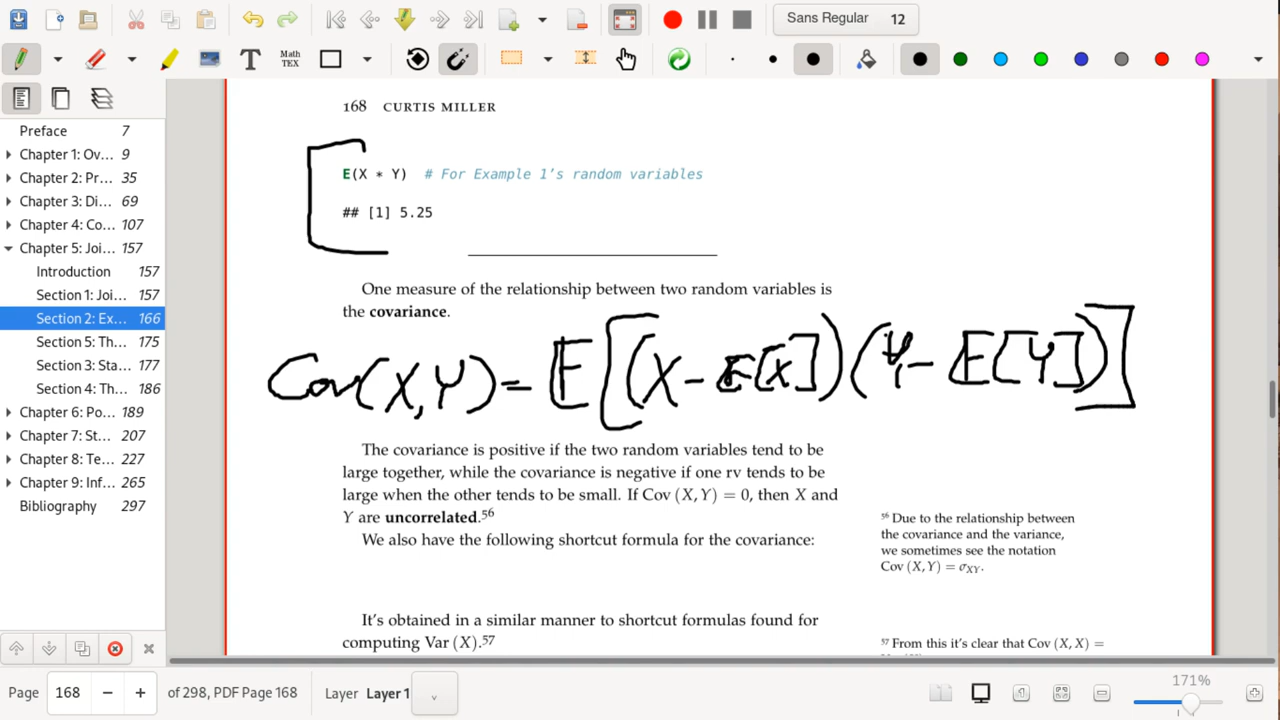 Sans Regular 12
T Math TEX
Preface 7
Chapter 1: Ov... 9
Chapter 2: Pr... 35
Chapter 3: Di... 69
Chapter 4: Co... 107
Chapter 5: Joi... 157
Introduction 157
Section 1: Joi... 157
Section 2: Ex... 166
Section 5: Th... 175
Section 3: Sta... 177
Section 4: Th... 186
Chapter 6: Po... 189
Chapter 7: St... 207
Chapter 8: Te... 227
Chapter 9: Inf... 265
Bibliography 297
168 CURTIS MILLER
E(X * Y) # For Example 1's random variables
## [1] 5.25
One measure of the relationship between two random variables is
the covariance.
Cov(X,Y) = E[(X - E[X])(Y - E[Y])]
The covariance is positive if the two random variables tend to be
large together, while the covariance is negative if one rv tends to be
large when the other tends to be small. If Cov (X, Y) = 0, then X and
Y are uncorrelated.56
We also have the following shortcut formula for the covariance:
It's obtained in a similar manner to shortcut formulas found for
computing Var (X).57
56 Due to the relationship between
the covariance and the variance,
we sometimes see the notation
Cov (X, Y) = σXY.
57 From this it's clear that Cov (X, X) =
Page 168 of 298, PDF Page 168 Layer Layer 1 171%